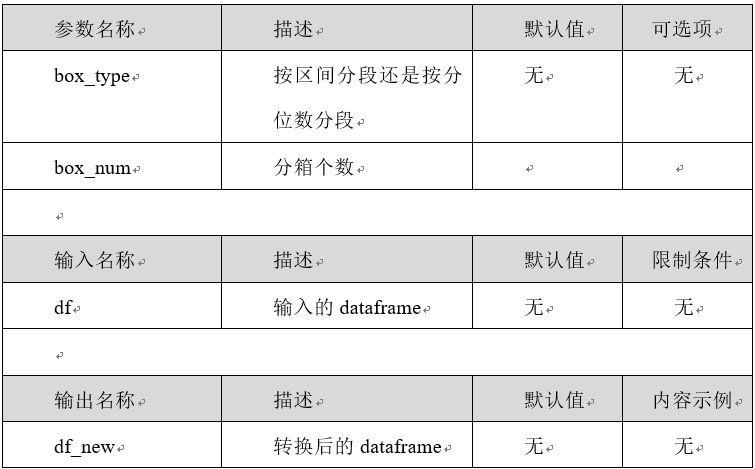 参数名称 描述 默认值 可选项
box_type 按区间分段还是按分 无 无
位数分段
box_num 分箱个数
输入名称 描述 默认值 限制条件
df 输入的 dataframe 无 无
输出名称 描述 默认值 内容示例
df_new 转换后的 dataframe 无 无